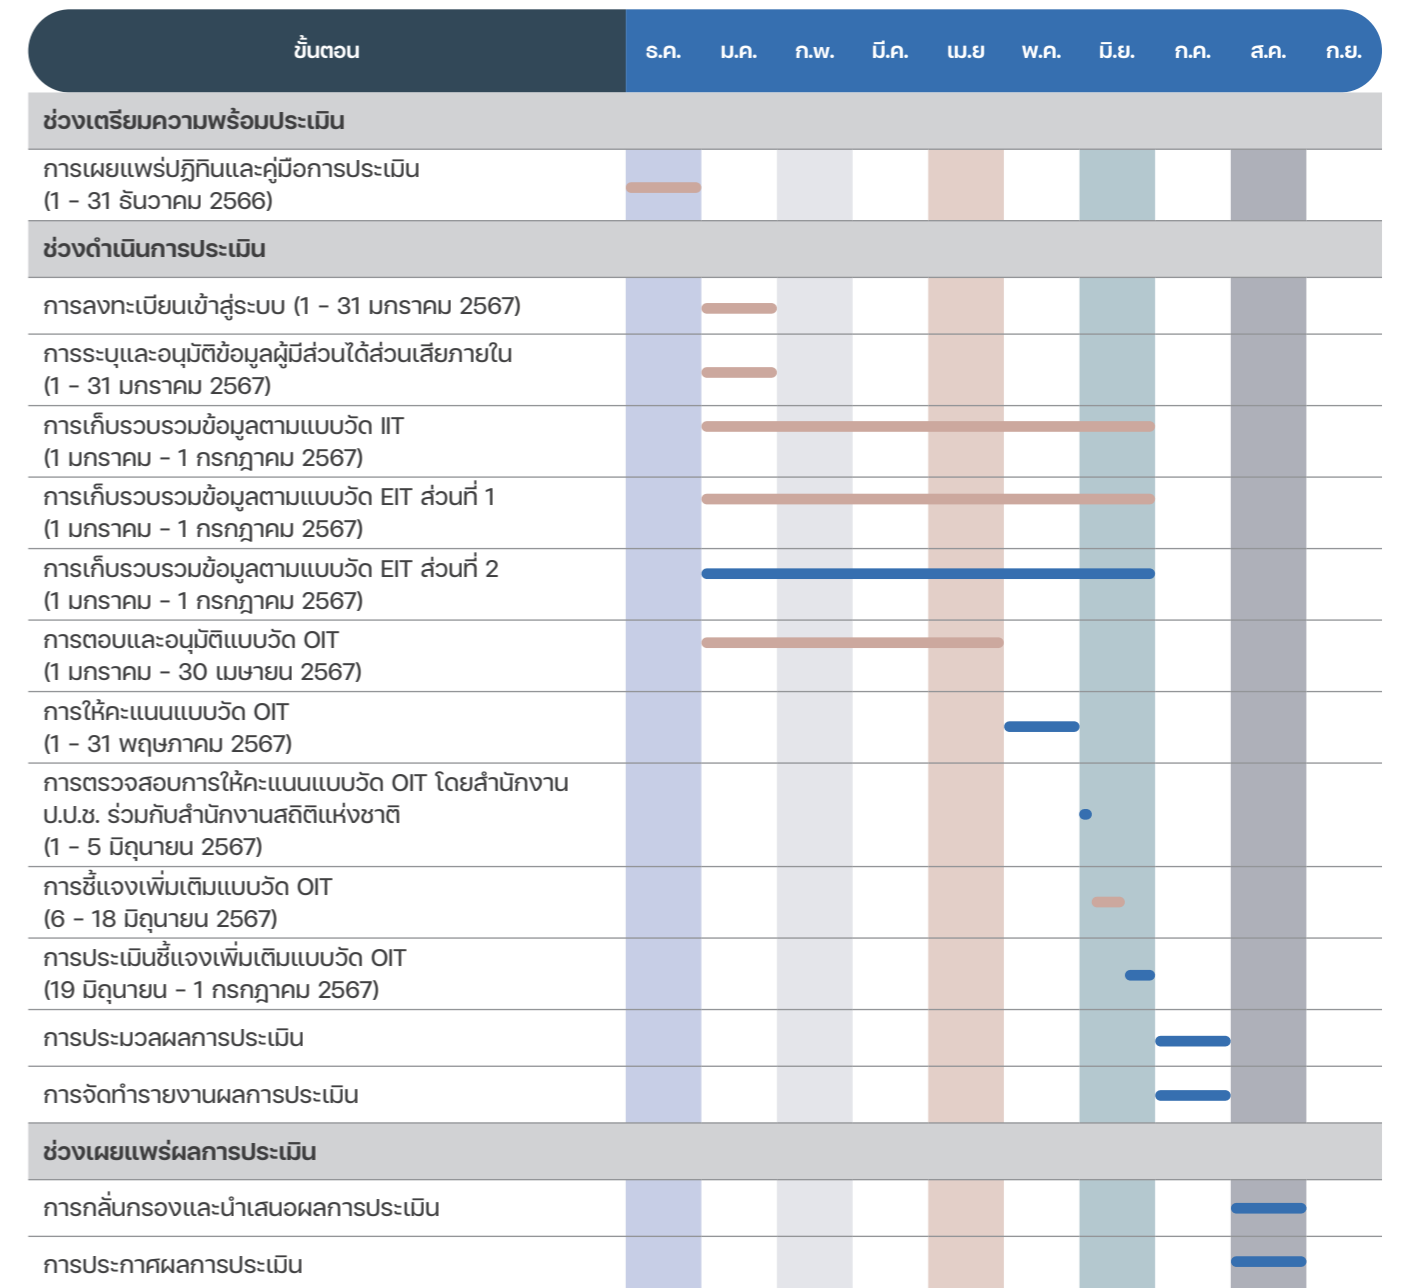 ขั้นตอน ธ.ค. ม.ค. ก.พ. มี.ค. เม.ย พ.ค. มิ.ย. ก.ค. ส.ค. ก.ย.
ช่วงเตรียมความพร้อมประเมิน
การเผยแพร่ปฏิทินและคู่มือการประเมิน
(1 - 31 ธันวาคม 2566)
ช่วงดำเนินการประเมิน
การลงทะเบียนเข้าสู่ระบบ (1 - 31 มกราคม 2567)
การระบุและอนุมัติข้อมูลผู้มีส่วนได้ส่วนเสียภายใน
(1 - 31 มกราคม 2567)
การเก็บรวบรวมข้อมูลตามแบบวัด IIT
(1 มกราคม - 1 กรกฎาคม 2567)
การเก็บรวบรวมข้อมูลตามแบบวัด EIT ส่วนที่ 1
(1 มกราคม - 1 กรกฎาคม 2567)
การเก็บรวบรวมข้อมูลตามแบบวัด EIT ส่วนที่ 2
(1 มกราคม - 1 กรกฎาคม 2567)
การตอบและอนุมัติแบบวัด OIT
(1 มกราคม - 30 เมษายน 2567)
การให้คะแนนแบบวัด OIT
(1 - 31 พฤษภาคม 2567)
การตรวจสอบการให้คะแนนแบบวัด OIT โดยสำนักงาน
ป.ป.ช. ร่วมกับสำนักงานสถิติแห่งชาติ
(1 - 5 มิถุนายน 2567)
การชี้แจงเพิ่มเติมแบบวัด OIT
(6 - 18 มิถุนายน 2567)
การประเมินชี้แจงเพิ่มเติมแบบวัด OIT
(19 มิถุนายน - 1 กรกฎาคม 2567)
การประมวลผลการประเมิน
การจัดทำรายงานผลการประเมิน
ช่วงเผยแพร่ผลการประเมิน
การกลั่นกรองและนำเสนอผลการประเมิน
การประกาศผลการประเมิน